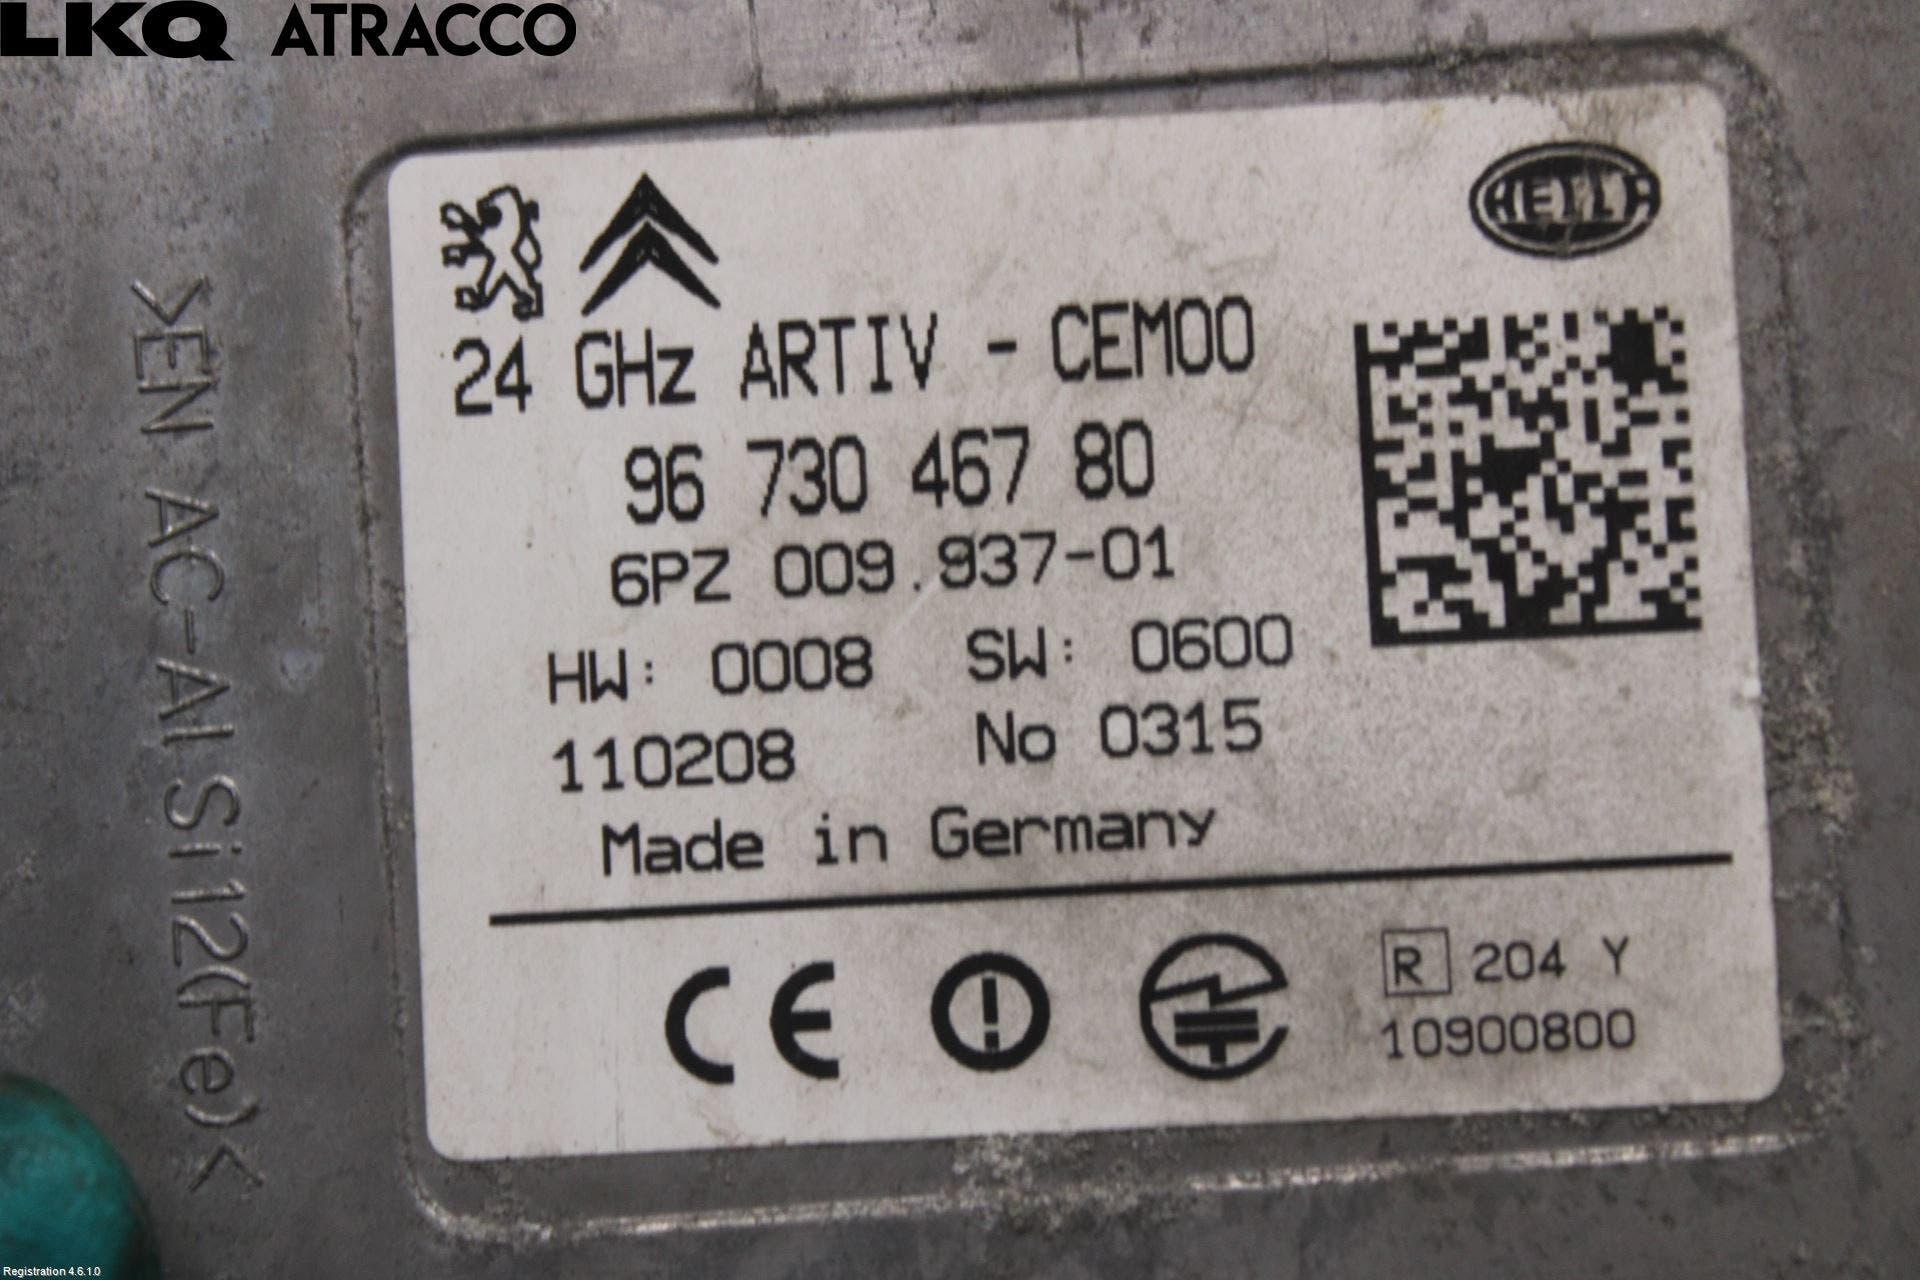 LKQ ATRACCO
HELLA
24 GHz ARTIV - CEM00
96 730 467 80
6PZ 009.937-01
HW: 0008 SW: 0600
110208 No 0315
Made in Germany
CE
R 204 Y
10900800
>EN AC-AlSi12(Fe)<
Registration 4.6.1.0